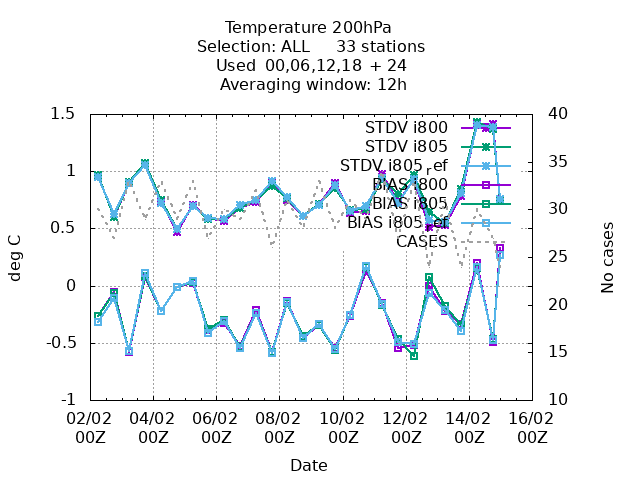 Temperature 200hPa
Selection: ALL 33 stations
Used 00,06,12,18 + 24
Averaging window: 12h
1.5
1
0.5
0
-0.5
-1
deg C
40
35
30
25
20
15
10
No cases
STDV i800
STDV i805
STDV i805ref
BIAS i800
BIAS i805
BIAS i805ref
CASES
02/02 04/02 06/02 08/02 10/02 12/02 14/02 16/02
00Z 00Z 00Z 00Z 00Z 00Z 00Z 00Z
Date